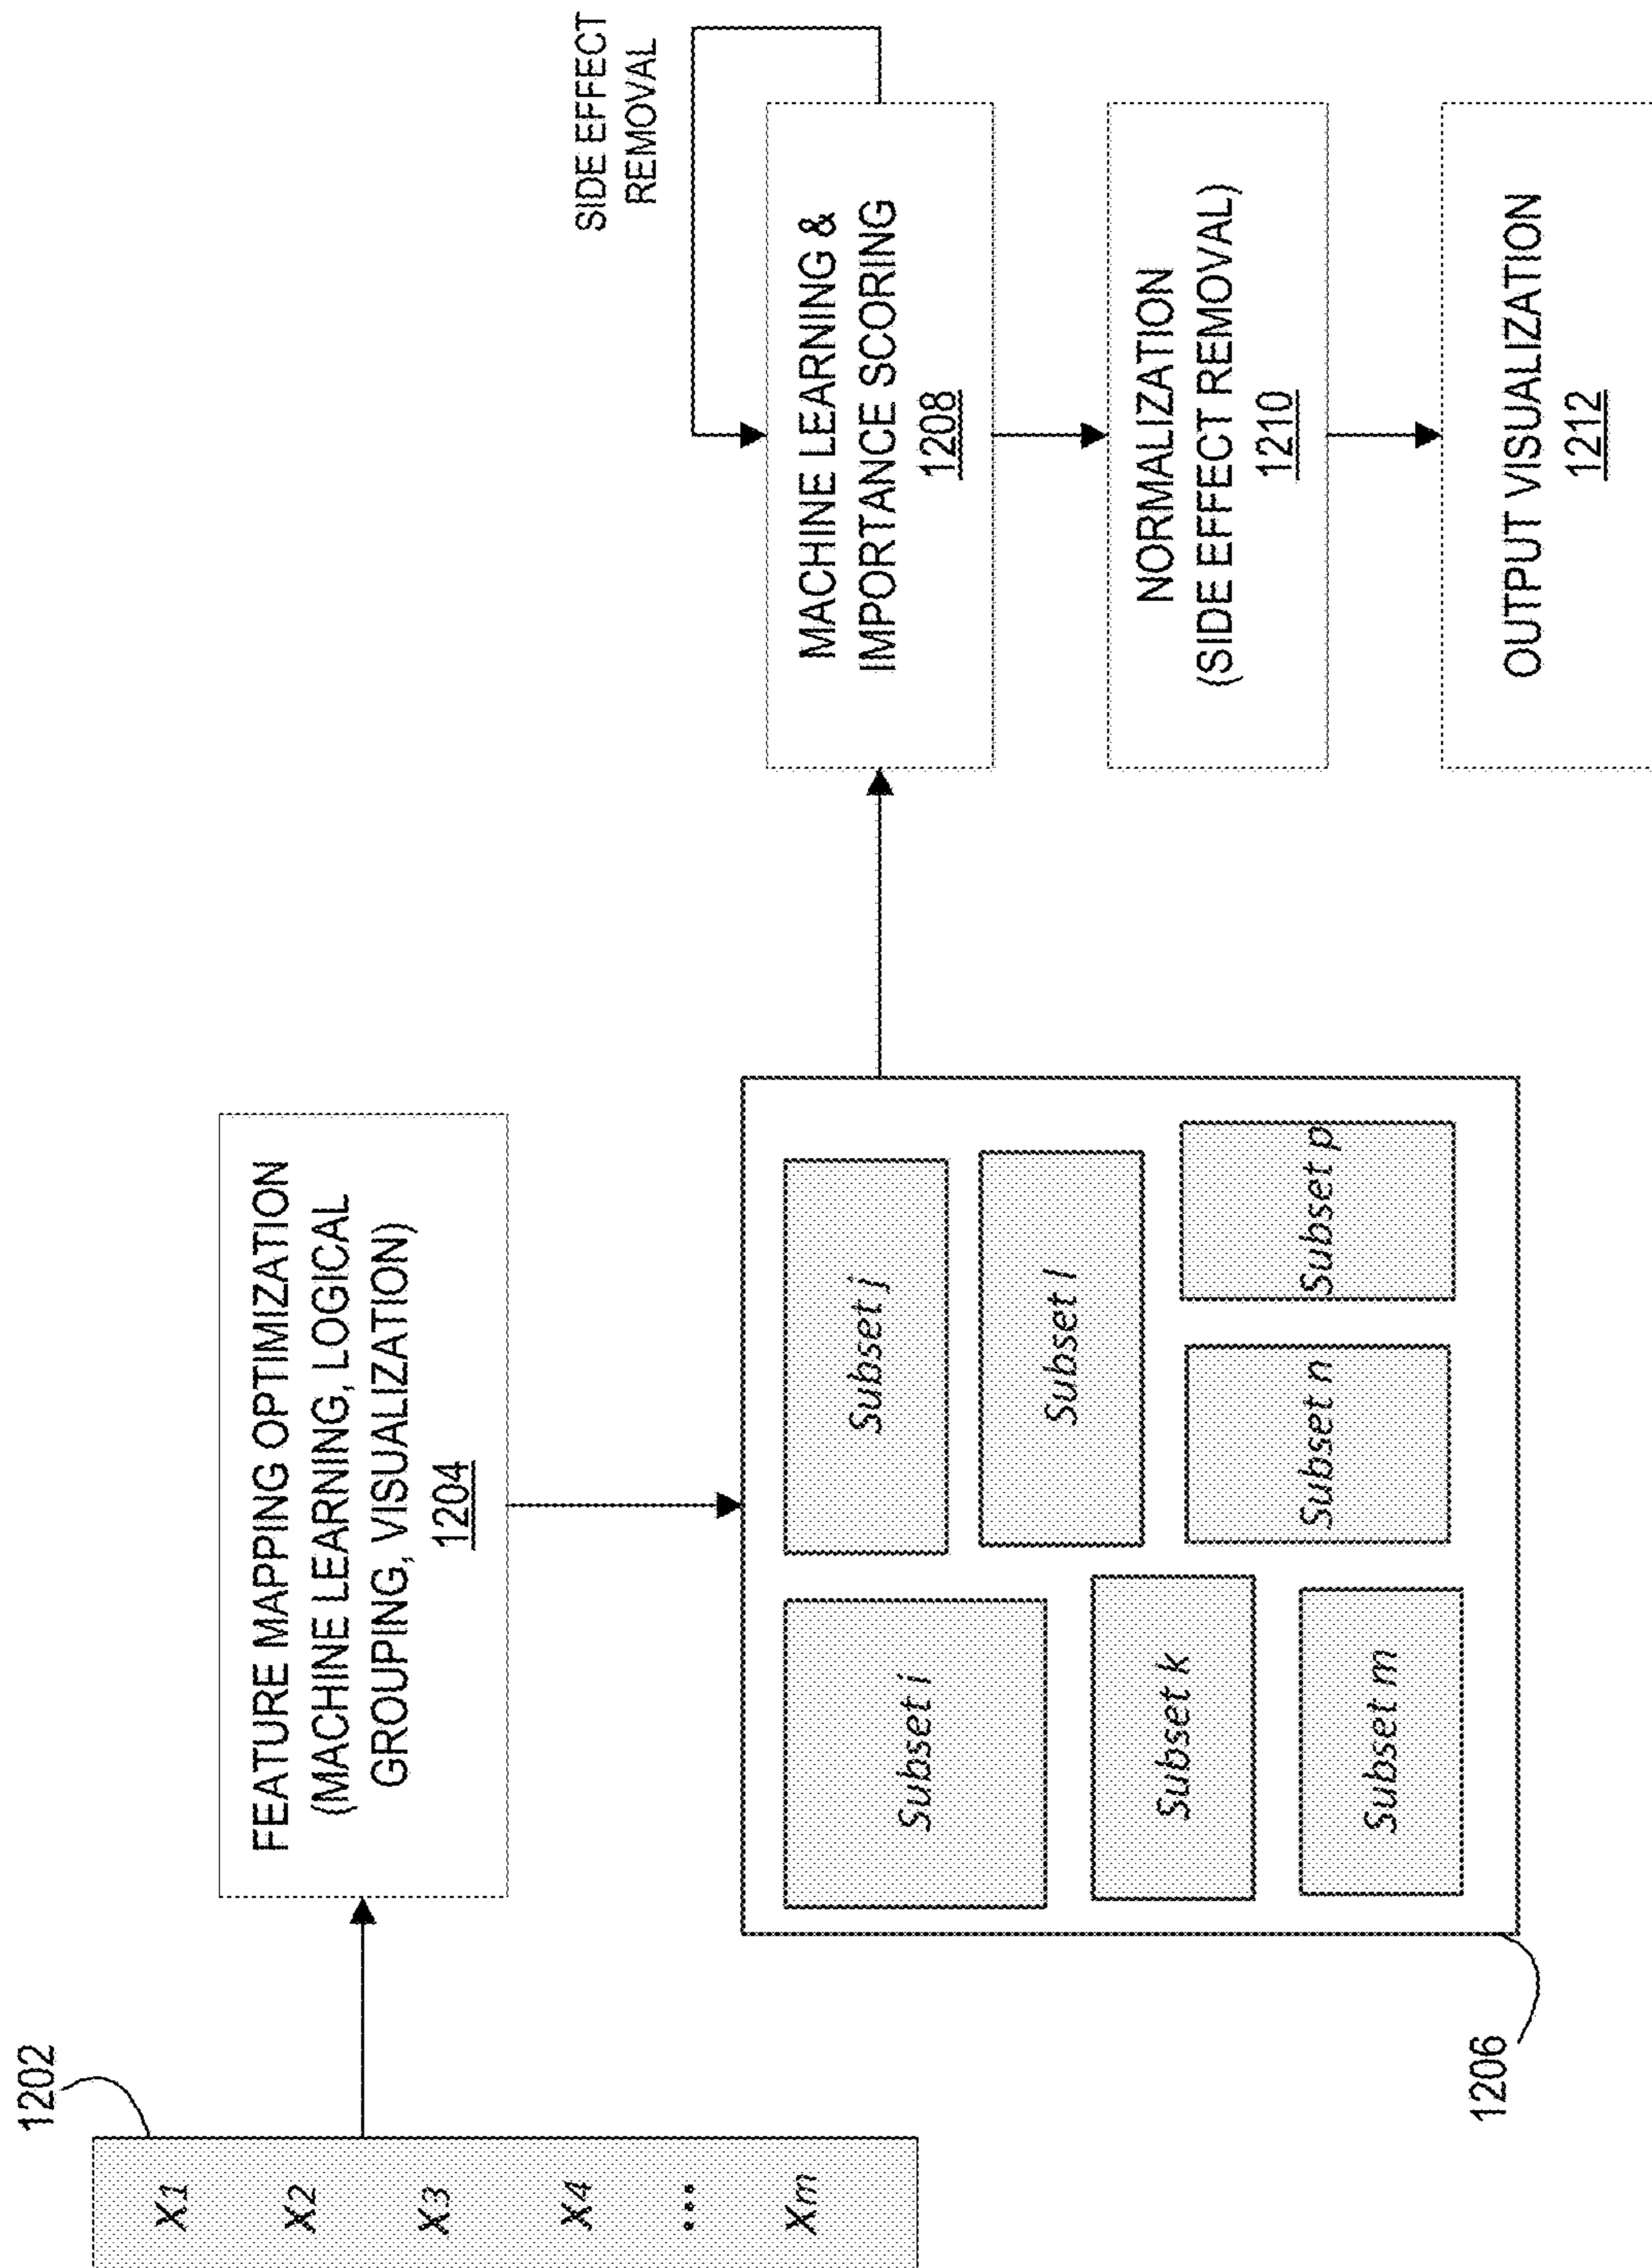 1202
X1
X2
X3
X4
...
Xm
FEATURE MAPPING OPTIMIZATION
(MACHINE LEARNING, LOGICAL
GROUPING, VISUALIZATION)
1204
Subset i
Subset j
Subset k
Subset l
Subset m
Subset n
Subset p
1206
SIDE EFFECT
REMOVAL
MACHINE LEARNING &
IMPORTANCE SCORING
1208
NORMALIZATION
(SIDE EFFECT REMOVAL)
1210
OUTPUT VISUALIZATION
1212